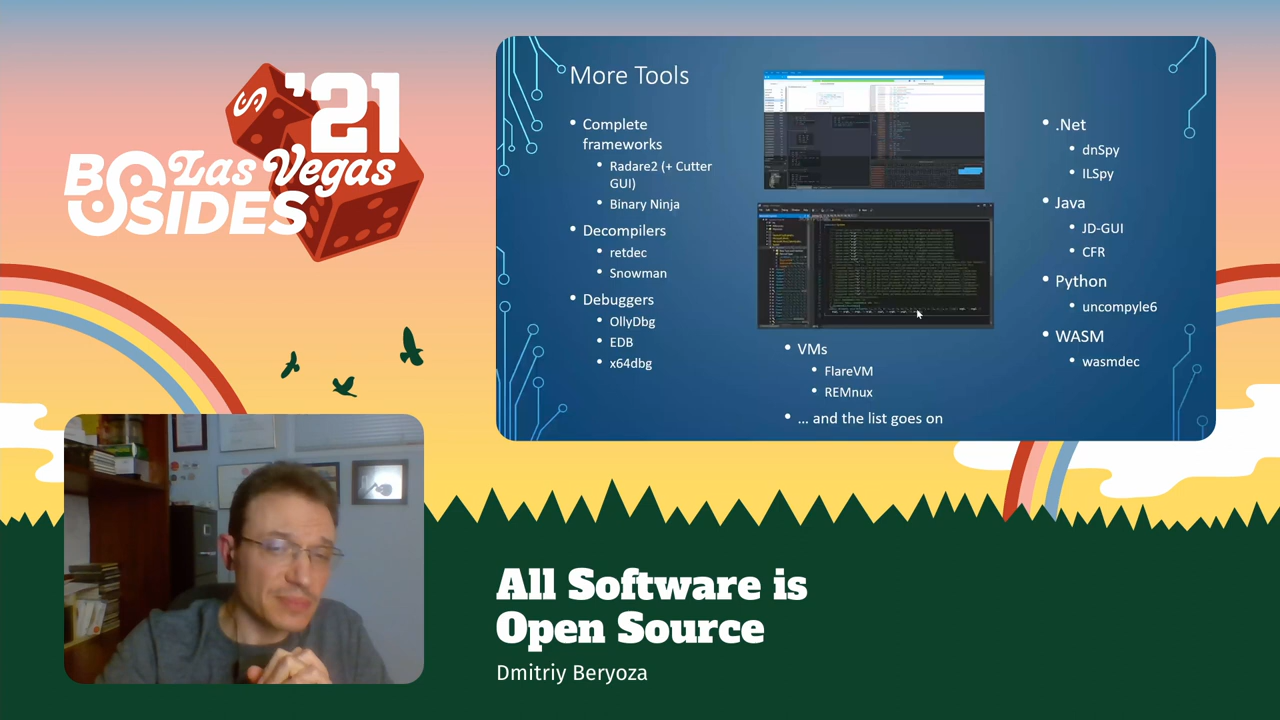 '21
BSIDES
Las Vegas
More Tools
• Complete
frameworks
• Radare2 (+ Cutter
GUI)
• Binary Ninja
• Decompilers
• retdec
• Snowman
• Debuggers
• OllyDbg
• EDB
• x64dbg
• VMs
• FlareVM
• REMnux
• ... and the list goes on
• .Net
• dnSpy
• ILSpy
• Java
• JD-GUI
• CFR
• Python
• uncompyle6
• WASM
• wasmdec
All Software is
Open Source
Dmitriy Beryoza